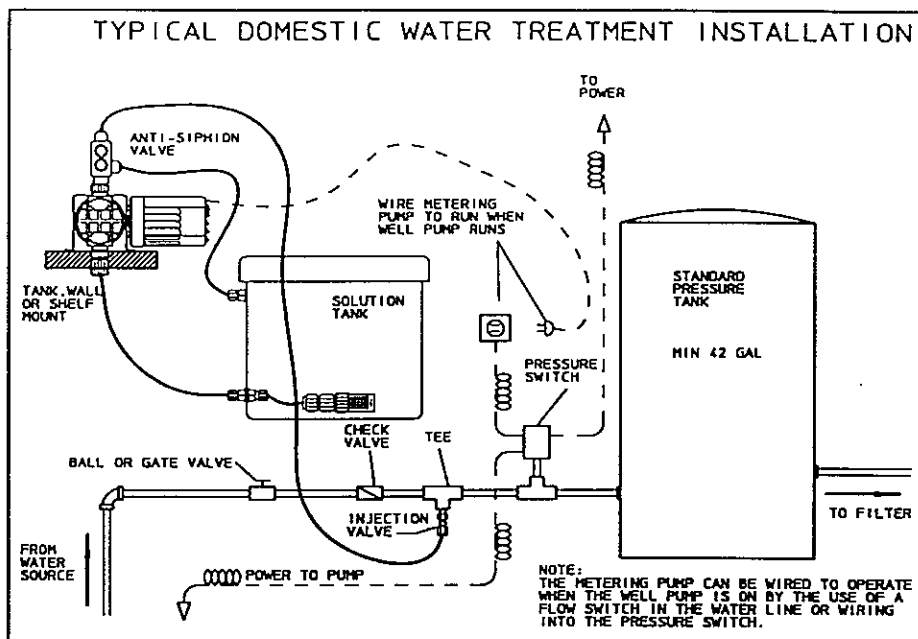 TYPICAL DOMESTIC WATER TREATMENT INSTALLATION
TO
POWER
ANTI-SIPHION
VALVE
WIRE METERING
PUMP TO RUN WHEN
WELL PUMP RUNS
TANK,WALL
OR SHELF
MOUNT
SOLUTION
TANK
STANDARD
PRESSURE
TANK
MIN 42 GAL
PRESSURE
SWITCH
CHECK
VALVE
TEE
BALL OR GATE VALVE
INJECTION
VALVE
TO FILTER
FROM
WATER
SOURCE
POWER TO PUMP
NOTE:
THE METERING PUMP CAN BE WIRED TO OPERATE
WHEN THE WELL PUMP IS ON BY THE USE OF A
FLOW SWITCH IN THE WATER LINE OR WIRING
INTO THE PRESSURE SWITCH.